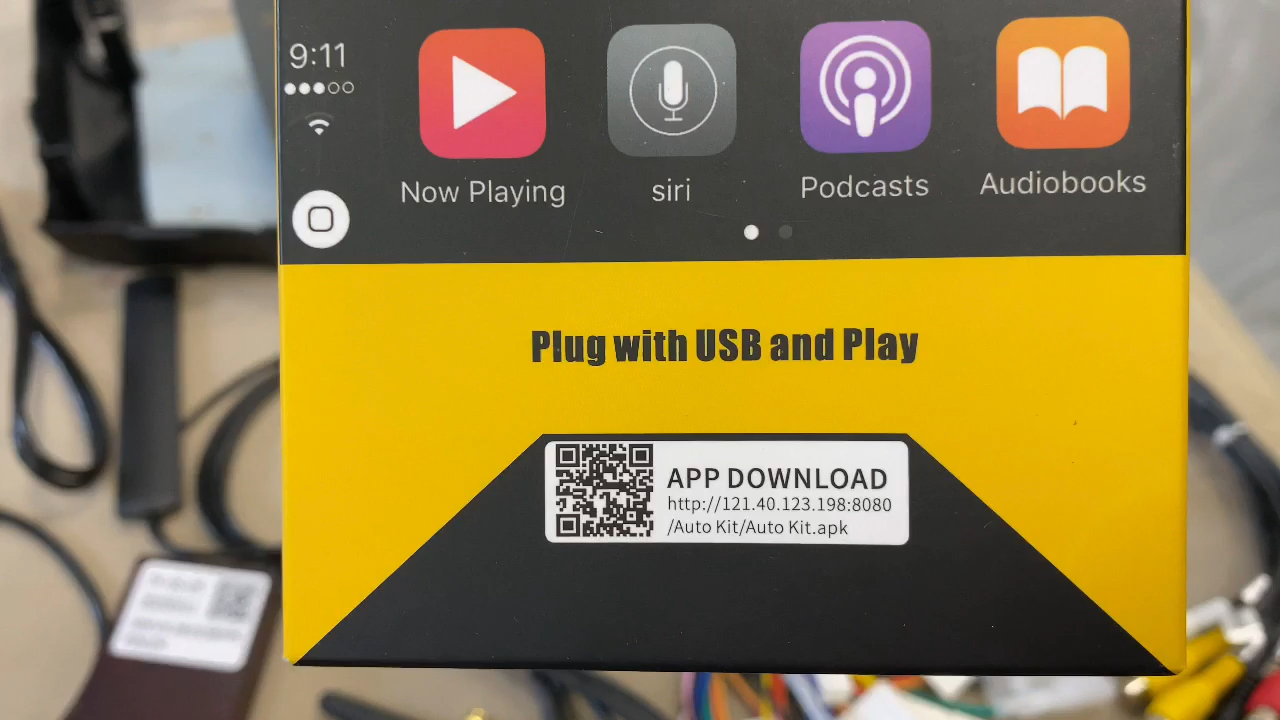 9:11
Now Playing
siri
Podcasts
Audiobooks
Plug with USB and Play
APP DOWNLOAD
http://121.40.123.198:8080
/Auto Kit/Auto Kit.apk